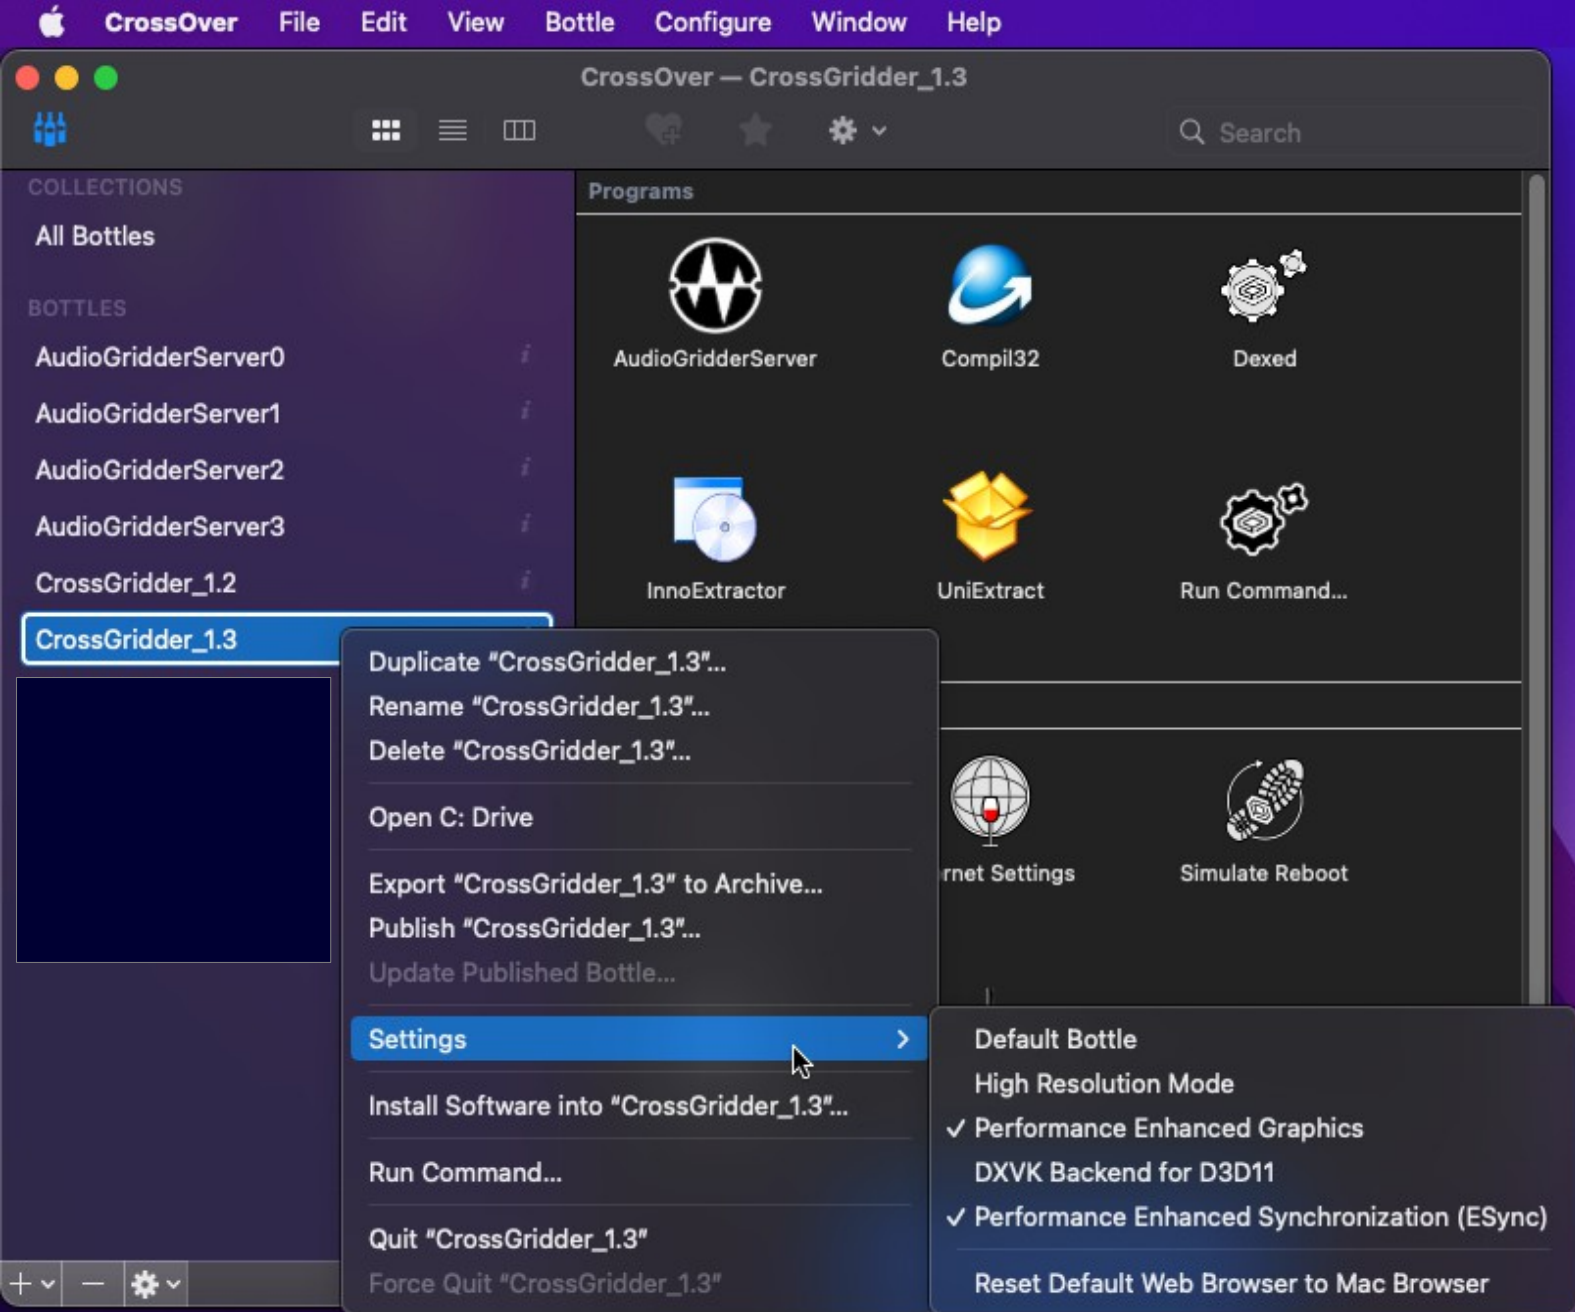 CrossOver File Edit View Bottle Configure Window Help
CrossOver — CrossGridder_1.3
Search
COLLECTIONS
All Bottles
BOTTLES
AudioGridderServer0
AudioGridderServer1
AudioGridderServer2
AudioGridderServer3
CrossGridder_1.2
CrossGridder_1.3
Programs
AudioGridderServer Compil32 Dexed
InnoExtractor UniExtract Run Command...
rnet Settings Simulate Reboot
Duplicate “CrossGridder_1.3”...
Rename “CrossGridder_1.3”...
Delete “CrossGridder_1.3”...
Open C: Drive
Export “CrossGridder_1.3” to Archive...
Publish “CrossGridder_1.3”...
Update Published Bottle...
Settings
Install Software into “CrossGridder_1.3”...
Run Command...
Quit “CrossGridder_1.3”
Force Quit “CrossGridder_1.3”
Default Bottle
High Resolution Mode
✓ Performance Enhanced Graphics
DXVK Backend for D3D11
✓ Performance Enhanced Synchronization (ESync)
Reset Default Web Browser to Mac Browser